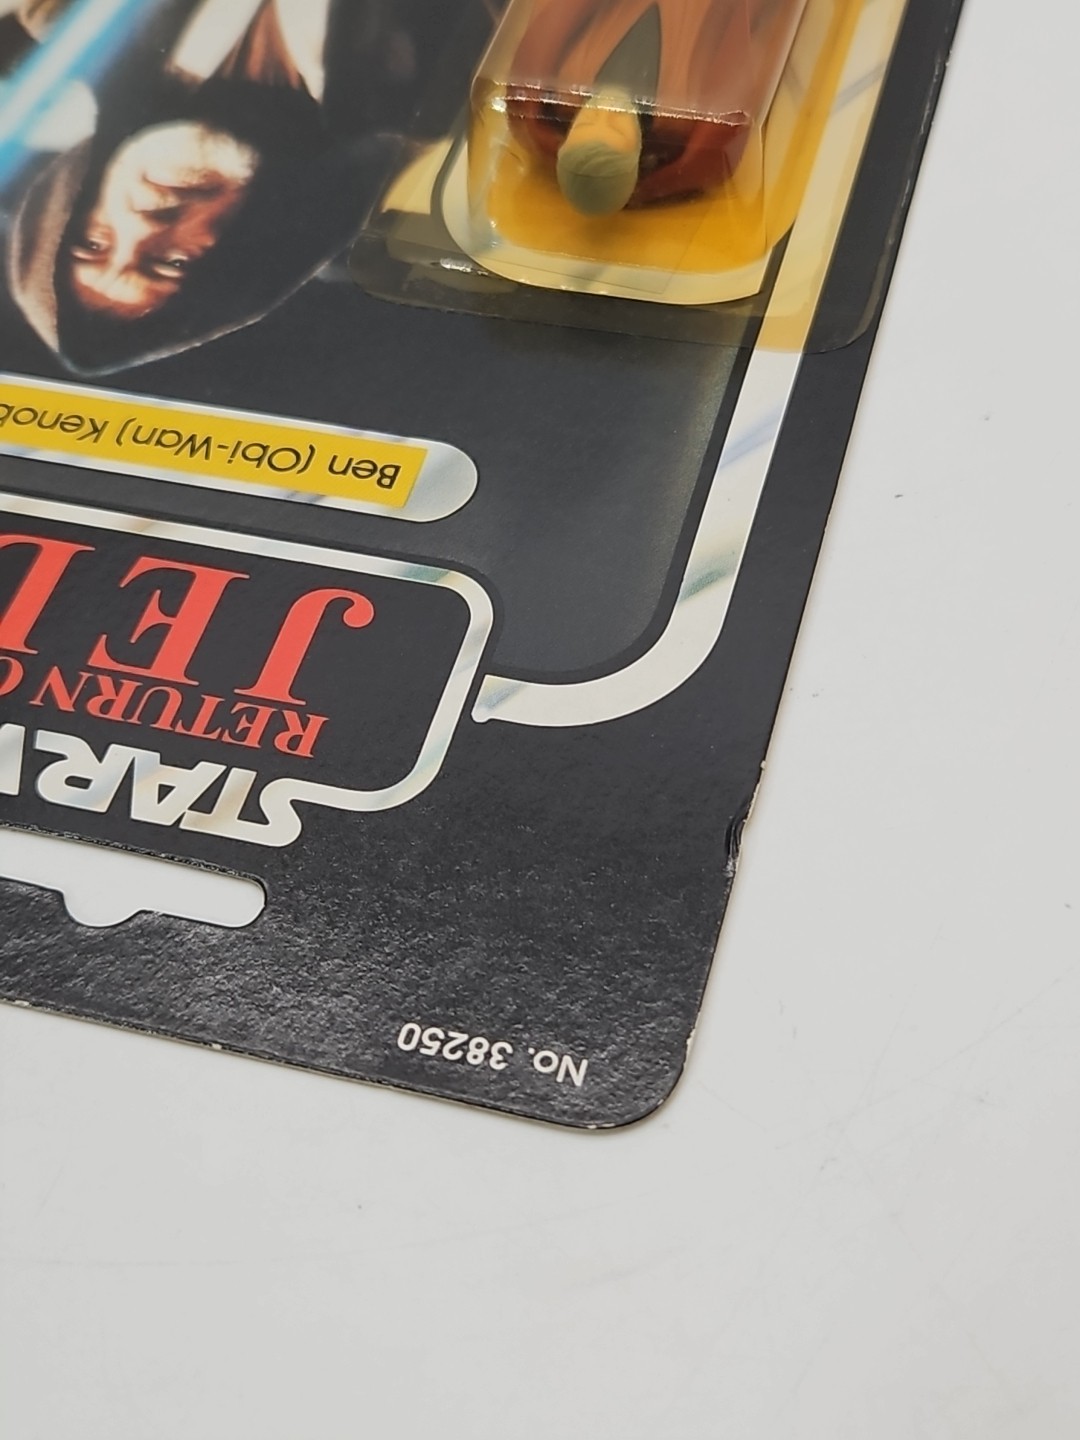 No. 38250
STAR
RETURN
JED
Ben (Obi-Wan) Kenob